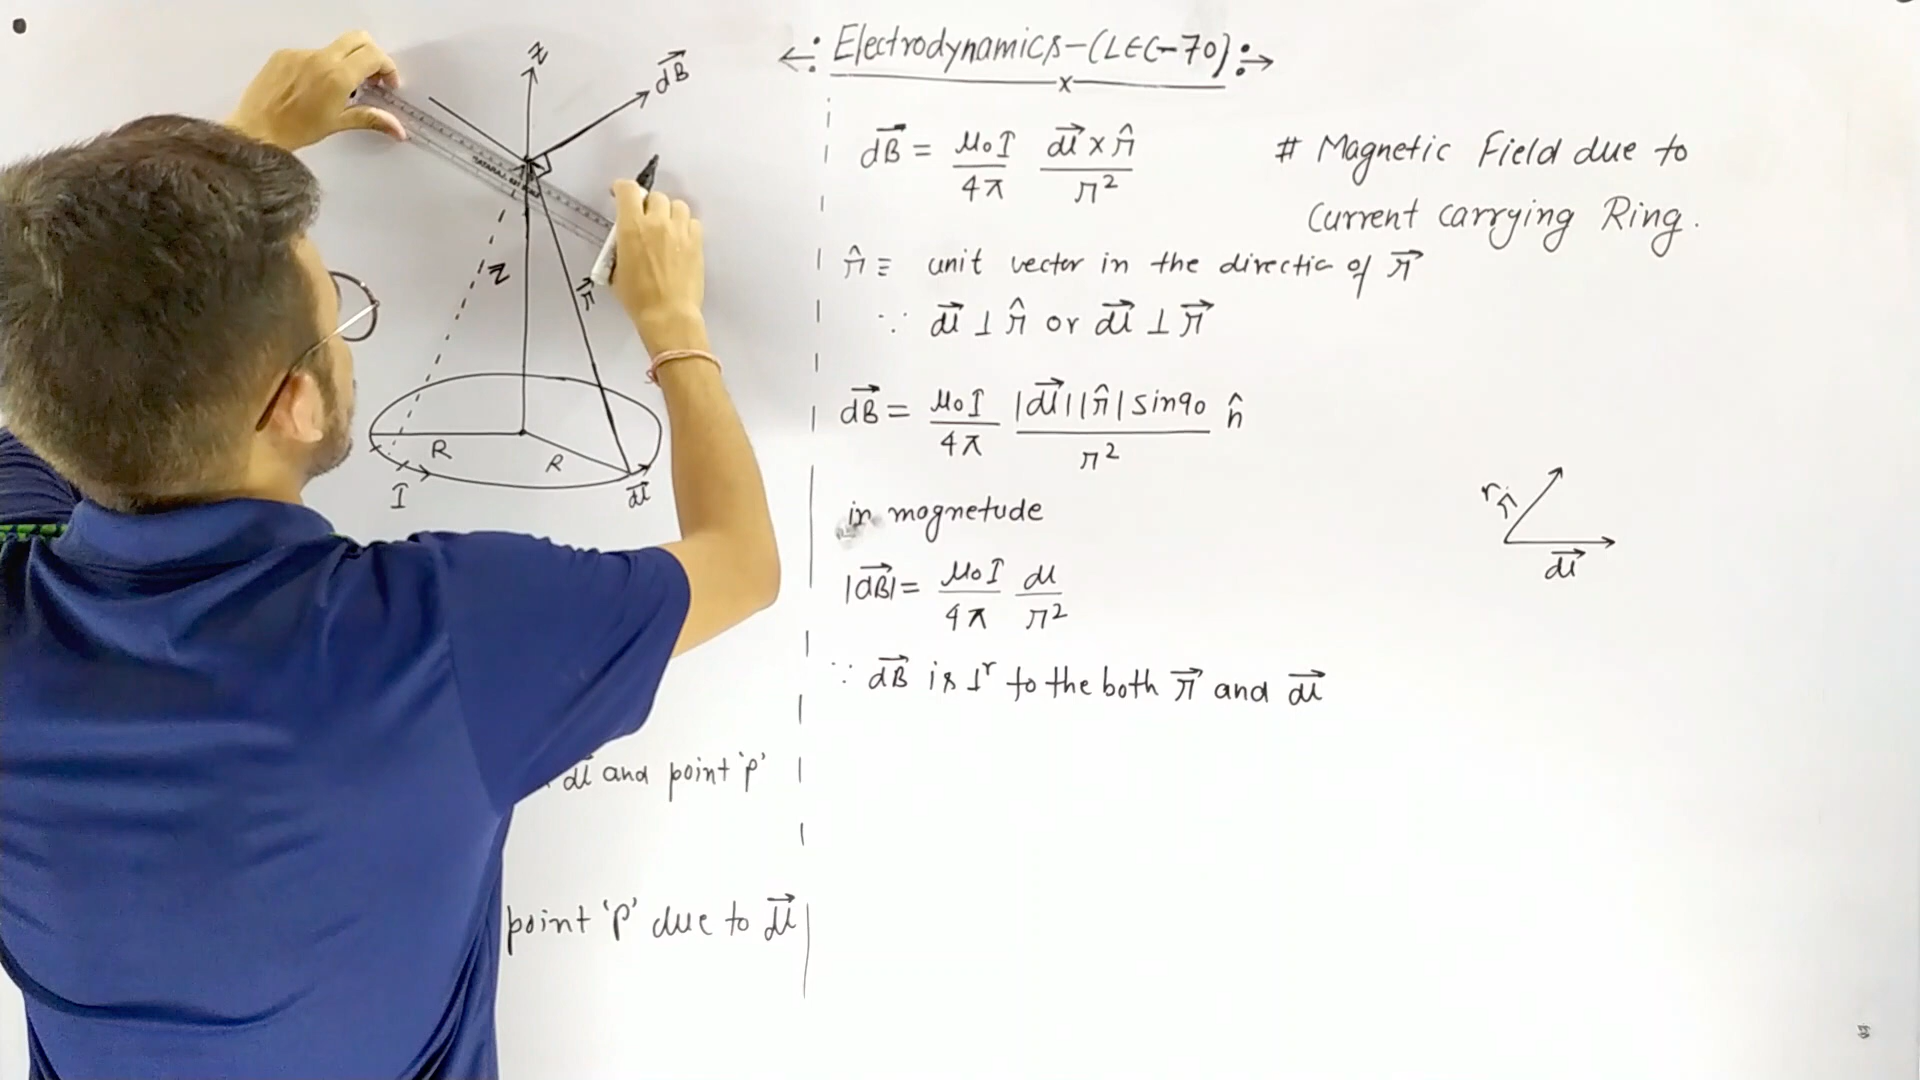 ←: Electrodynamics-(LEC-70) :→
x
# Magnetic Field due to
Current carrying Ring.
z
dB⃗
z
r⃗
R
R
I
dl⃗
dl⃗ and point 'p'
point 'p' due to dl⃗
dB⃗ = μ₀I/4π dl⃗ × r̂/r²
r̂ ≡ unit vector in the directio of r⃗
∵ dl⃗ ⊥ r̂ or dl⃗ ⊥ r⃗
dB⃗ = μ₀I/4π |dl⃗||r̂| sin90/r² n̂
in magnetude
|dB⃗| = μ₀I/4π dl/r²
∵ dB⃗ is ⊥ʳ to the both r⃗ and dl⃗
dl⃗